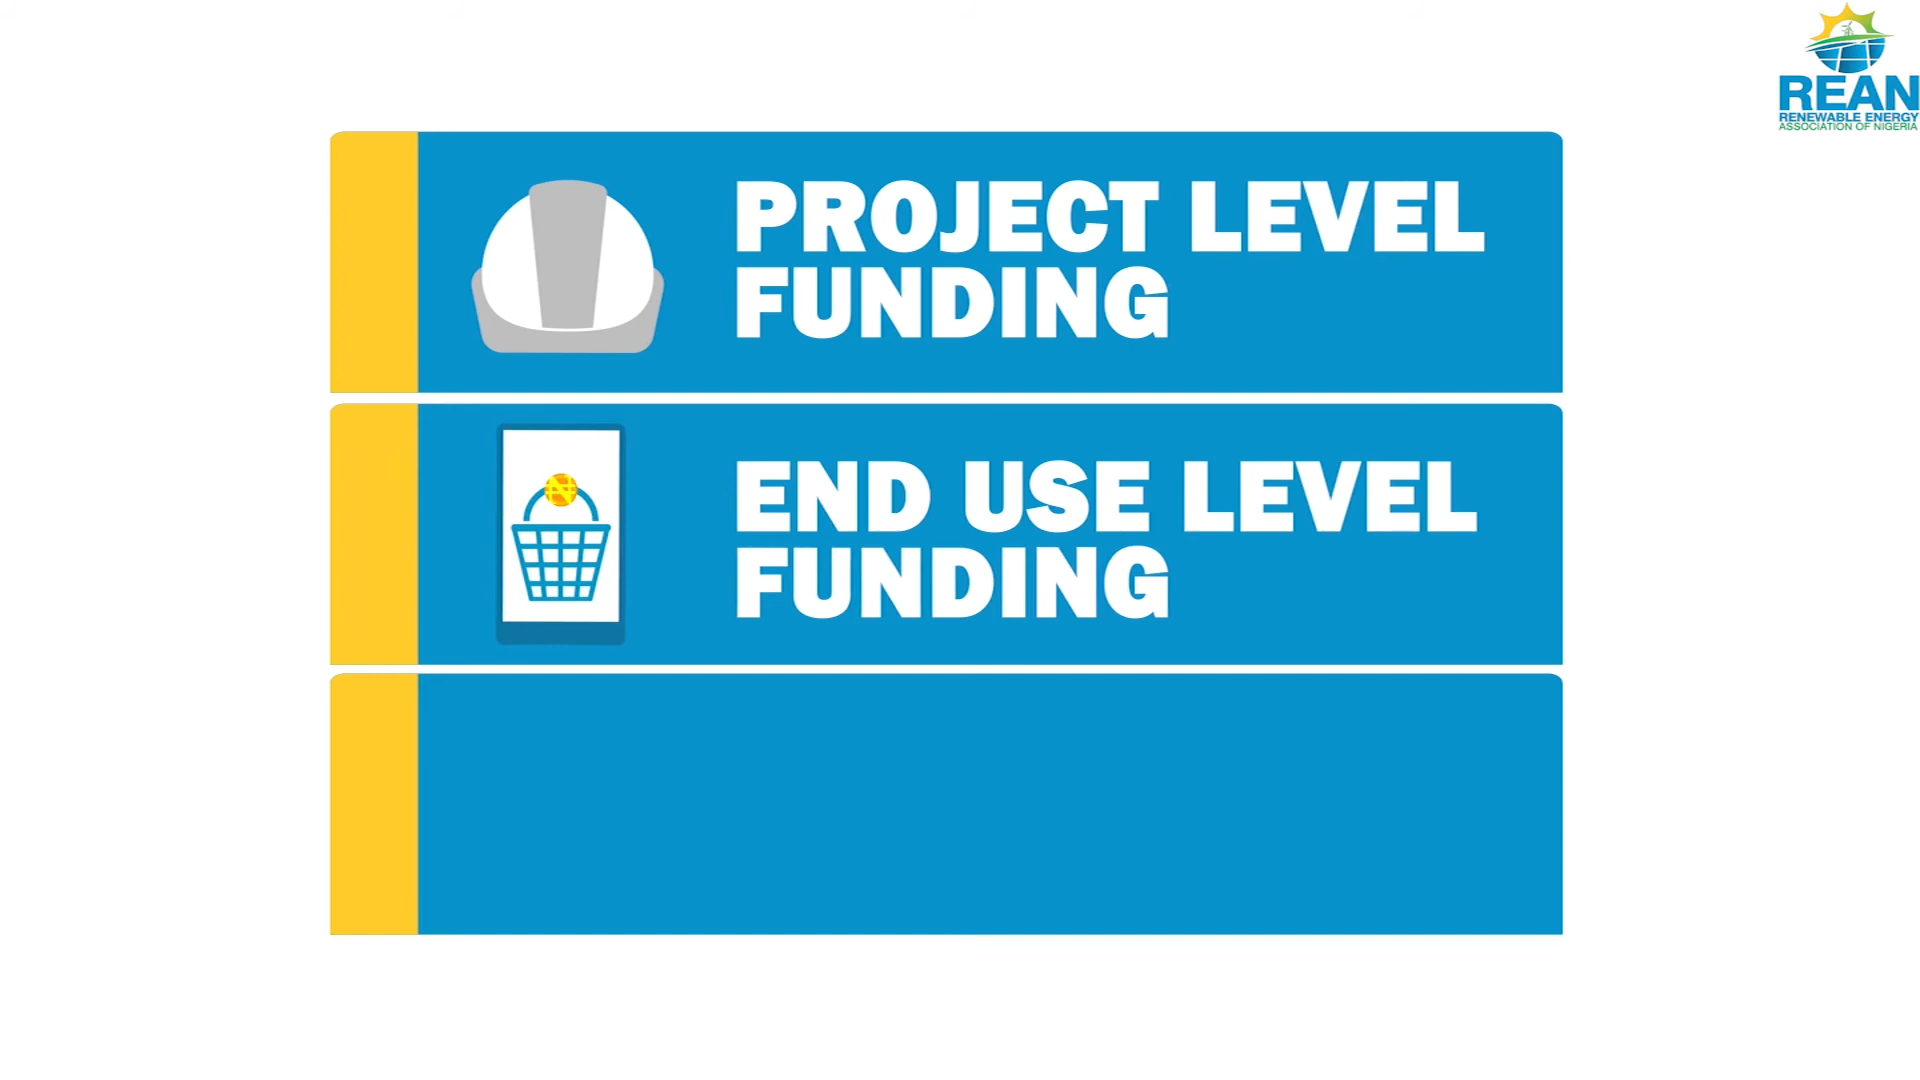 REAN
RENEWABLE ENERGY
ASSOCIATION OF NIGERIA
PROJECT LEVEL
FUNDING
END USE LEVEL
FUNDING